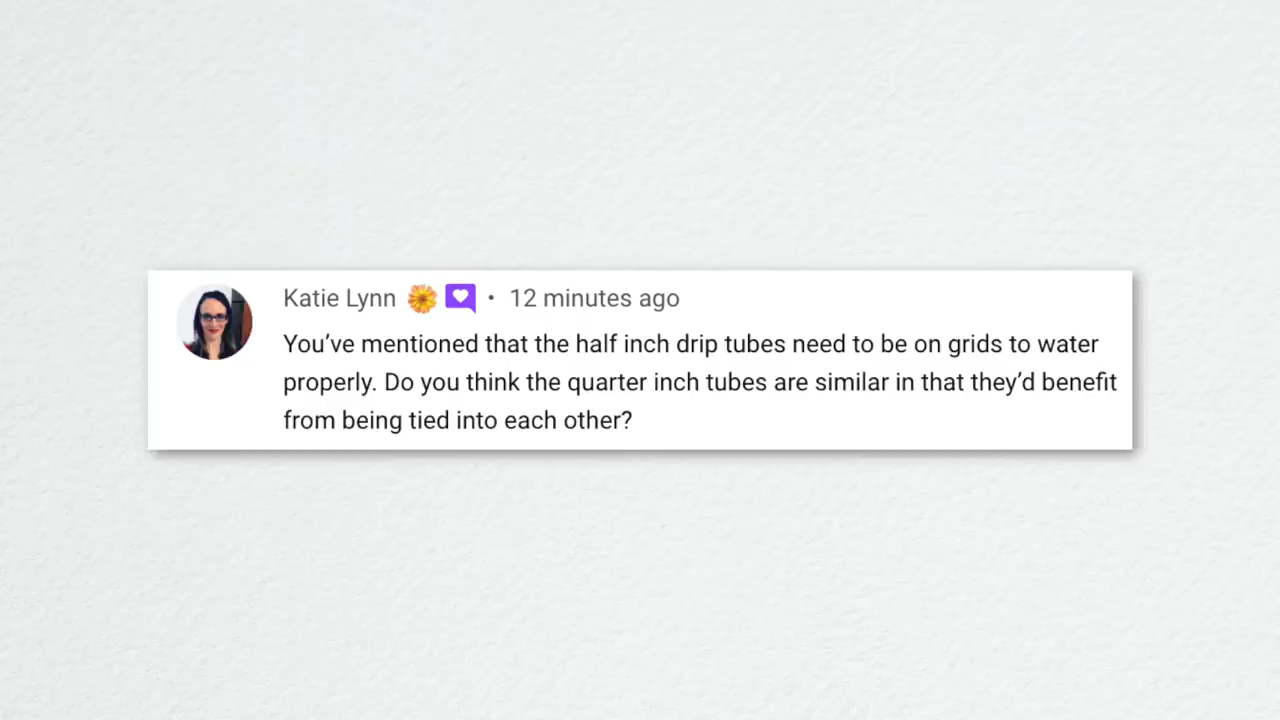 Katie Lynn • 12 minutes ago
You’ve mentioned that the half inch drip tubes need to be on grids to water
properly. Do you think the quarter inch tubes are similar in that they’d benefit
from being tied into each other?